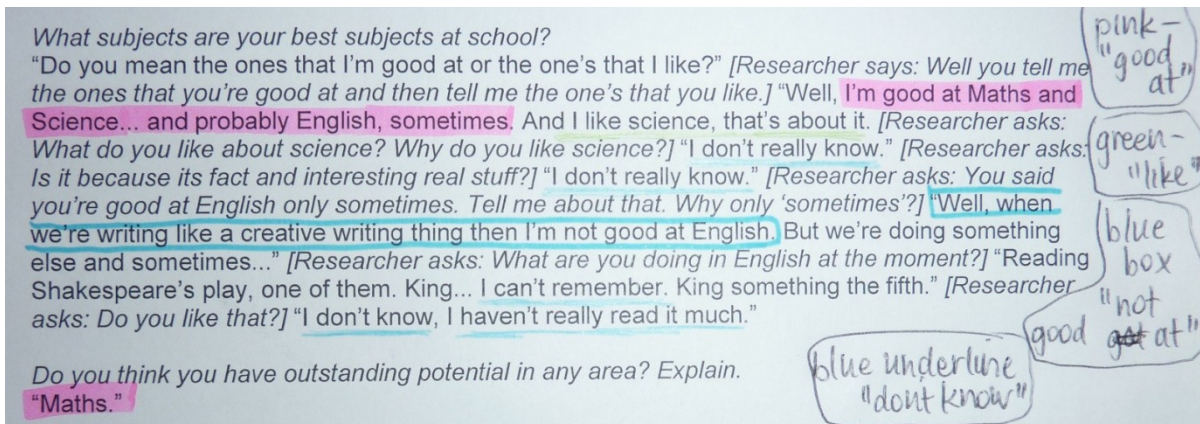 What subjects are your best subjects at school?
“Do you mean the ones that I’m good at or the one’s that I like?” [Researcher says: Well you tell me
the ones that you’re good at and then tell me the one’s that you like.] “Well, I’m good at Maths and
Science... and probably English, sometimes. And I like science, that’s about it. [Researcher asks:
What do you like about science? Why do you like science?] “I don’t really know.” [Researcher asks:
Is it because its fact and interesting real stuff?] “I don’t really know.” [Researcher asks: You said
you’re good at English only sometimes. Tell me about that. Why only ‘sometimes’?] “Well, when
we’re writing like a creative writing thing then I’m not good at English. But we’re doing something
else and sometimes...” [Researcher asks: What are you doing in English at the moment?] “Reading
Shakespeare’s play, one of them. King... I can’t remember. King something the fifth.” [Researcher
asks: Do you like that?] “I don’t know, I haven’t really read it much.”
Do you think you have outstanding potential in any area? Explain.
“Maths.”
pink-
"good
at"
green-
"like"
blue
box
"not
good at"
blue underline
"dont know"